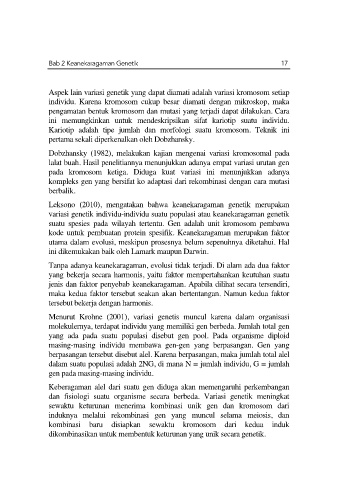 Bab 2 Keanekaragaman Genetik 17
Aspek lain variasi genetik yang dapat diamati adalah variasi kromosom setiap
individu. Karena kromosom cukup besar diamati dengan mikroskop, maka
pengamatan bentuk kromosom dan mutasi yang terjadi dapat dilakukan. Cara
ini memungkinkan untuk mendeskripsikan sifat kariotip suatu individu.
Kariotip adalah tipe jumlah dan morfologi suatu kromosom. Teknik ini
pertama sekali diperkenalkan oleh Dobzhansky.
Dobzhansky (1982), melakukan kajian mengenai variasi kromosomal pada
lalat buah. Hasil penelitiannya menunjukkan adanya empat variasi urutan gen
pada kromosom ketiga. Diduga kuat variasi ini menunjukkan adanya
kompleks gen yang bersifat ko adaptasi dari rekombinasi dengan cara mutasi
berbalik.
Leksono (2010), mengatakan bahwa keanekaragaman genetik merupakan
variasi genetik individu-individu suatu populasi atau keanekaragaman genetik
suatu spesies pada wilayah tertentu. Gen adalah unit kromosom pembawa
kode untuk pembuatan protein spesifik. Keanekaragaman merupakan faktor
utama dalam evolusi, meskipun prosesnya belum sepenuhnya diketahui. Hal
ini dikemukakan baik oleh Lamark maupun Darwin.
Tanpa adanya keanekaragaman, evolusi tidak terjadi. Di alam ada dua faktor
yang bekerja secara harmonis, yaitu faktor mempertahankan keutuhan suatu
jenis dan faktor penyebab keanekaragaman. Apabila dilihat secara tersendiri,
maka kedua faktor tersebut seakan akan bertentangan. Namun kedua faktor
tersebut bekerja dengan harmonis.
Menurut Krohne (2001), variasi genetis muncul karena dalam organisasi
molekulernya, terdapat individu yang memiliki gen berbeda. Jumlah total gen
yang ada pada suatu populasi disebut gen pool. Pada organisme diploid
masing-masing individu membawa gen-gen yang berpasangan. Gen yang
berpasangan tersebut disebut alel. Karena berpasangan, maka jumlah total alel
dalam suatu populasi adalah 2NG, di mana N = jumlah individu, G = jumlah
gen pada masing-masing individu.
Keberagaman alel dari suatu gen diduga akan memengaruhi perkembangan
dan fisiologi suatu organisme secara berbeda. Variasi genetik meningkat
sewaktu keturunan menerima kombinasi unik gen dan kromosom dari
induknya melalui rekombinasi gen yang muncul selama meiosis, dan
kombinasi baru disiapkan sewaktu kromosom dari kedua induk
dikombinasikan untuk membentuk keturunan yang unik secara genetik.